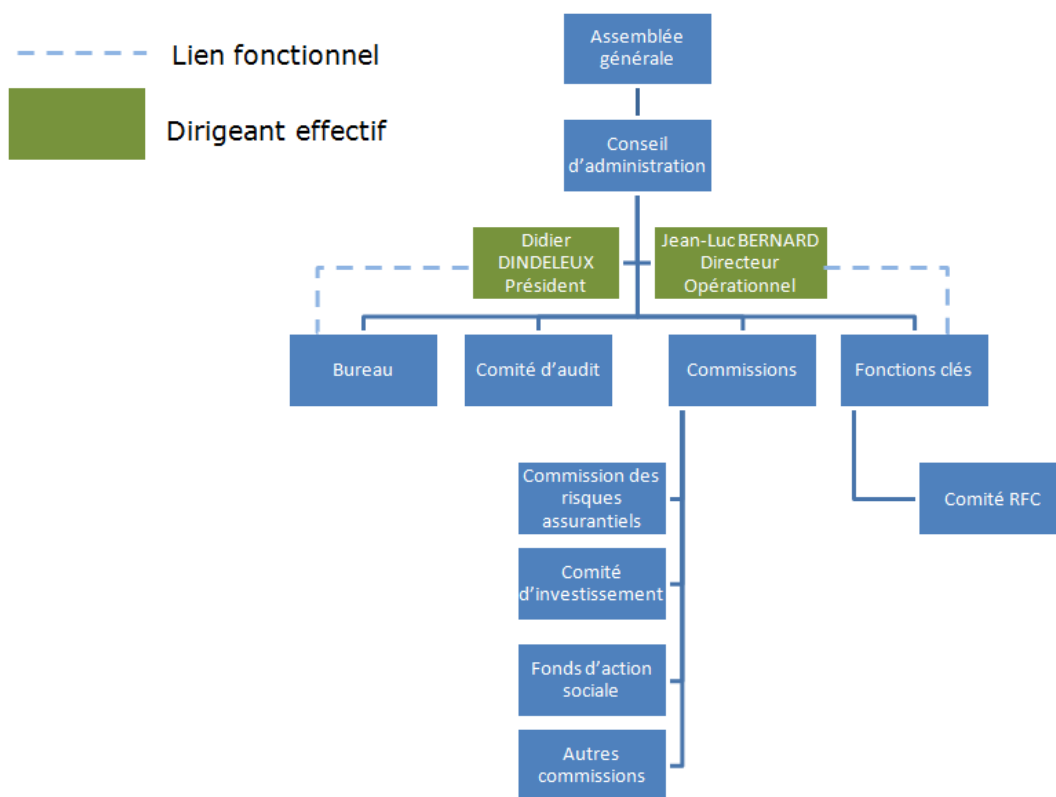 Lien fonctionnel
Dirigeant effectif
Assemblée
générale
Conseil
d'administration
Didier
DINDELEUX
Président
Jean-Luc BERNARD
Directeur
Opérationnel
Bureau
Comité d'audit
Commissions
Fonctions clés
Commission des
risques
assurantiels
Comité RFC
Comité
d'investissement
Fonds d'action
sociale
Autres
commissions